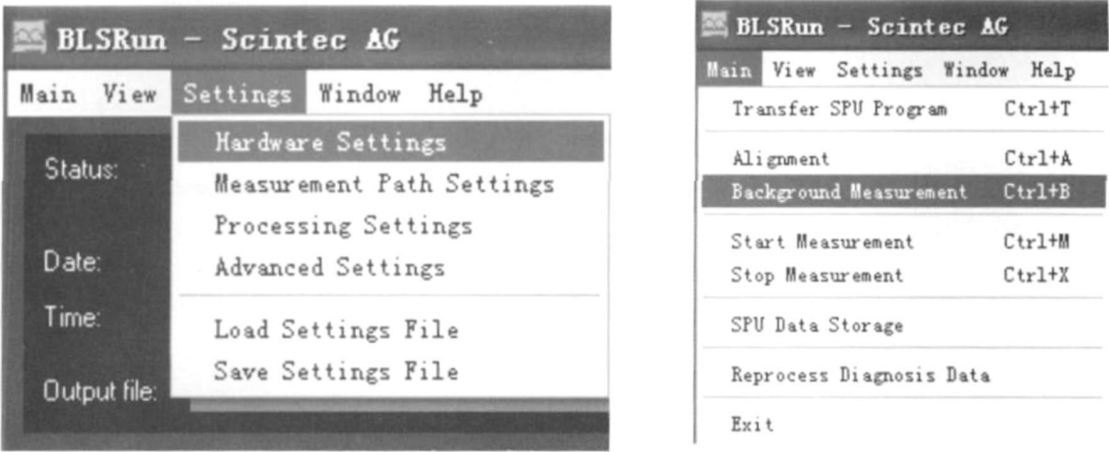 BLSRun - Scintec AG
Main View Settings Window Help
Hardware Settings
Status:
Measurement Path Settings
Processing Settings
Date:
Advanced Settings
Time:
Load Settings File
Save Settings File
Output file:
BLSRun - Scintec AG
Main View Settings Window Help
Transfer SPU Program Ctrl+T
Alignment Ctrl+A
Background Measurement Ctrl+B
Start Measurement Ctrl+M
Stop Measurement Ctrl+X
SPU Data Storage
Reprocess Diagnosis Data
Exit